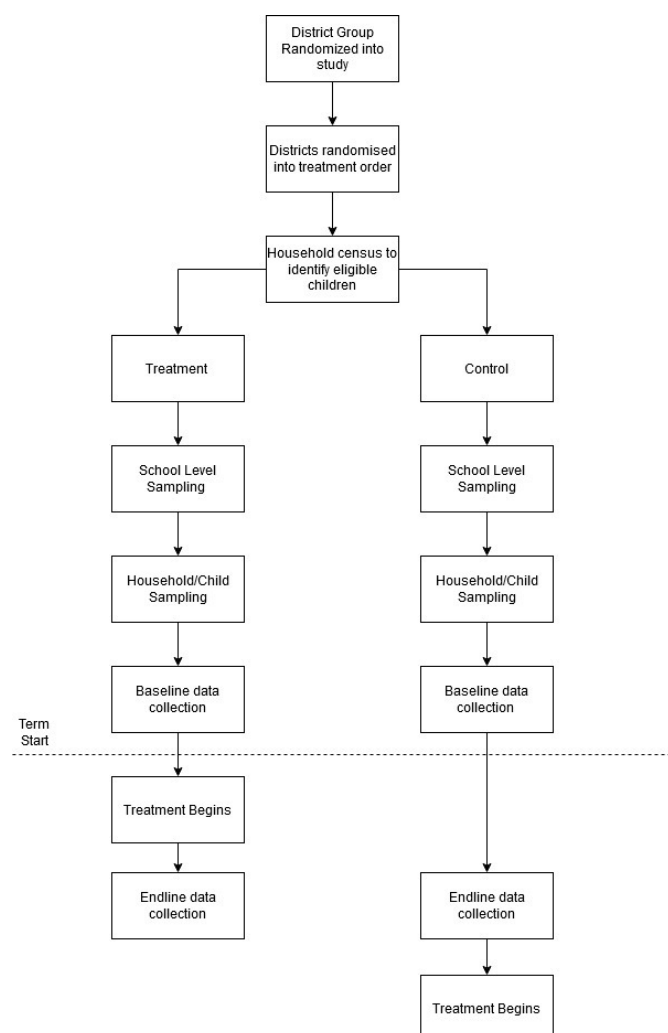 District Group
Randomized into
study
Districts randomised
into treatment order
Household census to
identify eligible
children
Treatment
Control
School Level
Sampling
School Level
Sampling
Household/Child
Sampling
Household/Child
Sampling
Baseline data
collection
Baseline data
collection
Term
Start
Treatment Begins
Endline data
collection
Endline data
collection
Treatment Begins